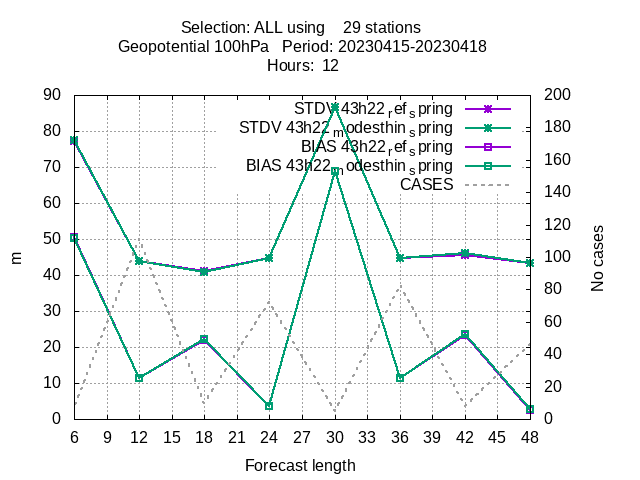 Selection: ALL using    29 stations
Geopotential 100hPa   Period: 20230415-20230418
Hours:  12
90
80
70
60
50
40
30
20
10
0
m
200
180
160
140
120
100
80
60
40
20
0
No cases
STDV 43h22_ref_spring
STDV 43h22_modesthin_spring
BIAS 43h22_ref_spring
BIAS 43h22_modesthin_spring
CASES
6 9 12 15 18 21 24 27 30 33 36 39 42 45 48
Forecast length